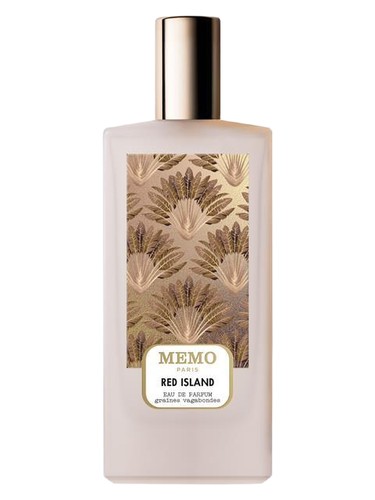 MEMO
PARIS
RED ISLAND
EAU DE PARFUM
graines vagabondes